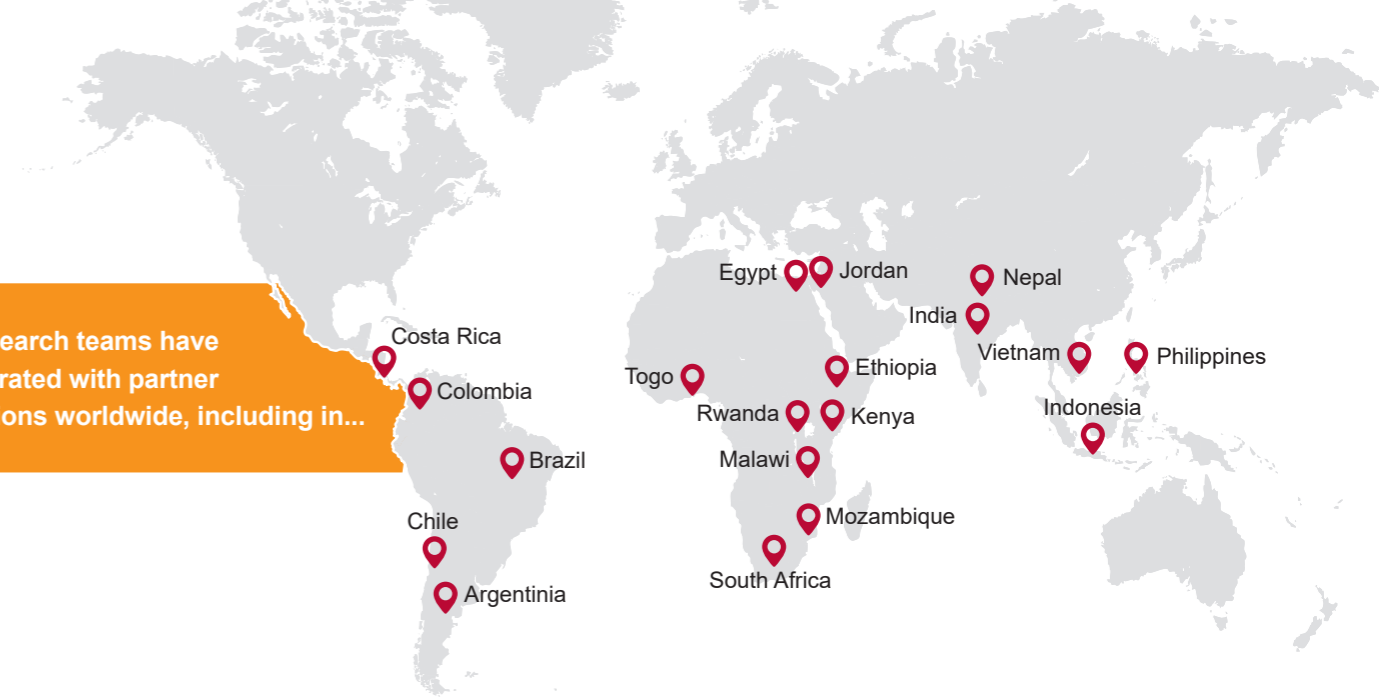 earch teams have
rated with partner
ons worldwide, including in...
Costa Rica
Colombia
Brazil
Chile
Argentinia
Egypt
Jordan
Togo
Ethiopia
Rwanda
Kenya
Malawi
Mozambique
South Africa
Nepal
India
Vietnam
Philippines
Indonesia